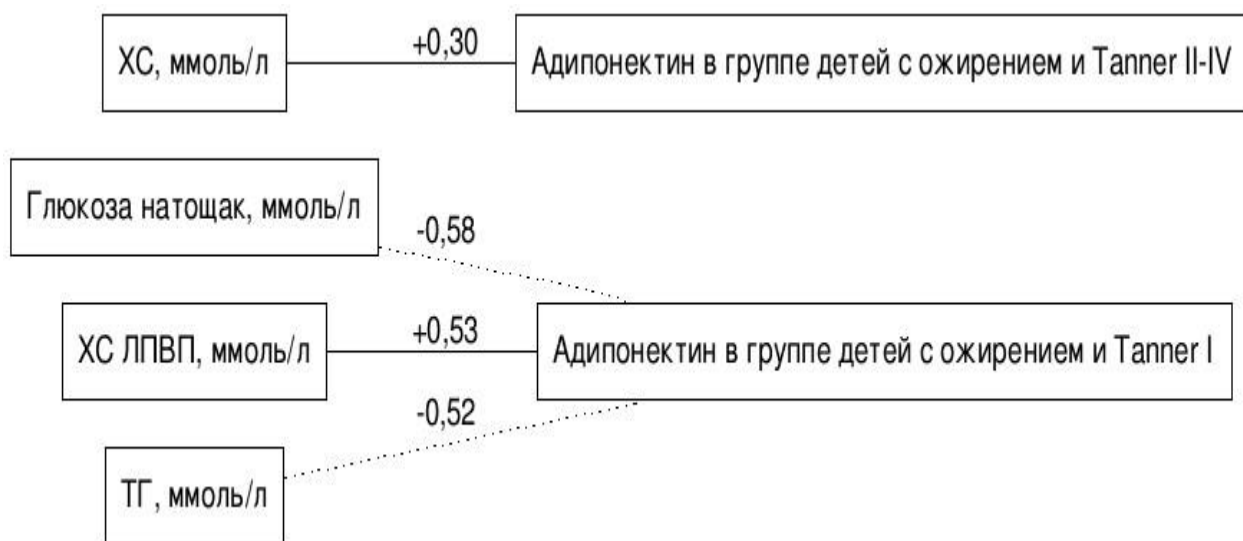 ХС, ммоль/л
+0,30
Адипонектин в группе детей с ожирением и Tanner II-IV
Глюкоза натощак, ммоль/л
-0,58
ХС ЛПВП, ммоль/л
+0,53
Адипонектин в группе детей с ожирением и Tanner I
-0,52
ТГ, ммоль/л